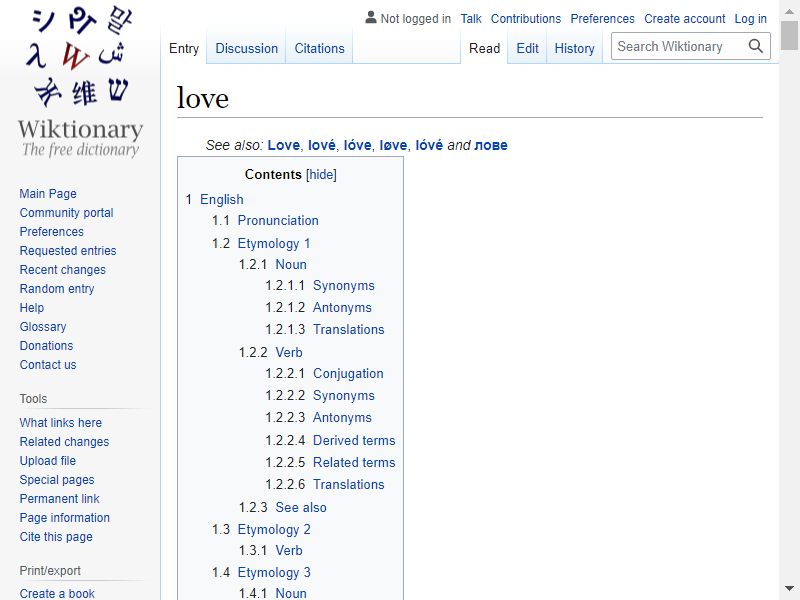 Not logged in Talk Contributions Preferences Create account Log in
Entry Discussion Citations Read Edit History Search Wiktionary
シ 말
λ W ش
维 ש
Wiktionary
The free dictionary
love
See also: Love, lové, lóve, løve, lóvé and лове
Main Page
Community portal
Preferences
Requested entries
Recent changes
Random entry
Help
Glossary
Donations
Contact us
Tools
What links here
Related changes
Upload file
Special pages
Permanent link
Page information
Cite this page
Print/export
Create a book
Contents [hide]
1 English
1.1 Pronunciation
1.2 Etymology 1
1.2.1 Noun
1.2.1.1 Synonyms
1.2.1.2 Antonyms
1.2.1.3 Translations
1.2.2 Verb
1.2.2.1 Conjugation
1.2.2.2 Synonyms
1.2.2.3 Antonyms
1.2.2.4 Derived terms
1.2.2.5 Related terms
1.2.2.6 Translations
1.2.3 See also
1.3 Etymology 2
1.3.1 Verb
1.4 Etymology 3
1.4.1 Noun